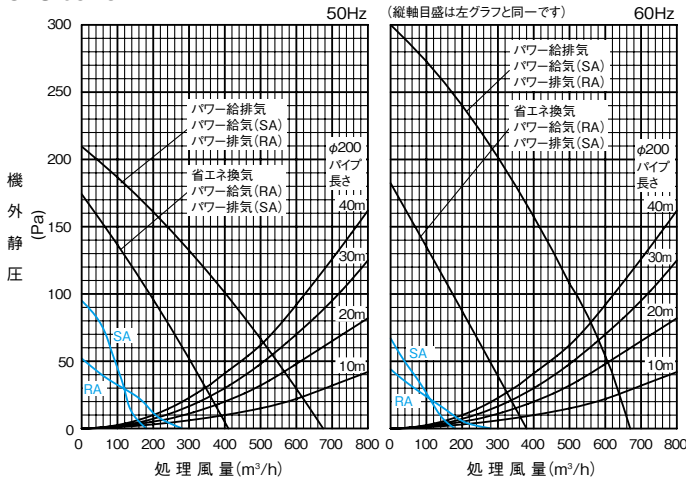 50Hz
300
250
200
150
100
50
0
機外静圧
(Pa)
パワー給排気
パワー給気(SA)
パワー排気(RA)
省エネ換気
パワー給気(RA)
パワー排気(SA)
φ200
パイプ
長さ
40m
30m
20m
10m
SA
RA
0 100 200 300 400 500 600 700 800
処理風量(m³/h)
(縦軸目盛は左グラフと同一です)
60Hz
パワー給排気
パワー給気(SA)
パワー排気(RA)
省エネ換気
パワー給気(RA)
パワー排気(SA)
φ200
パイプ
長さ
40m
30m
20m
10m
SA
RA
0 100 200 300 400 500 600 700 800
処理風量(m³/h)